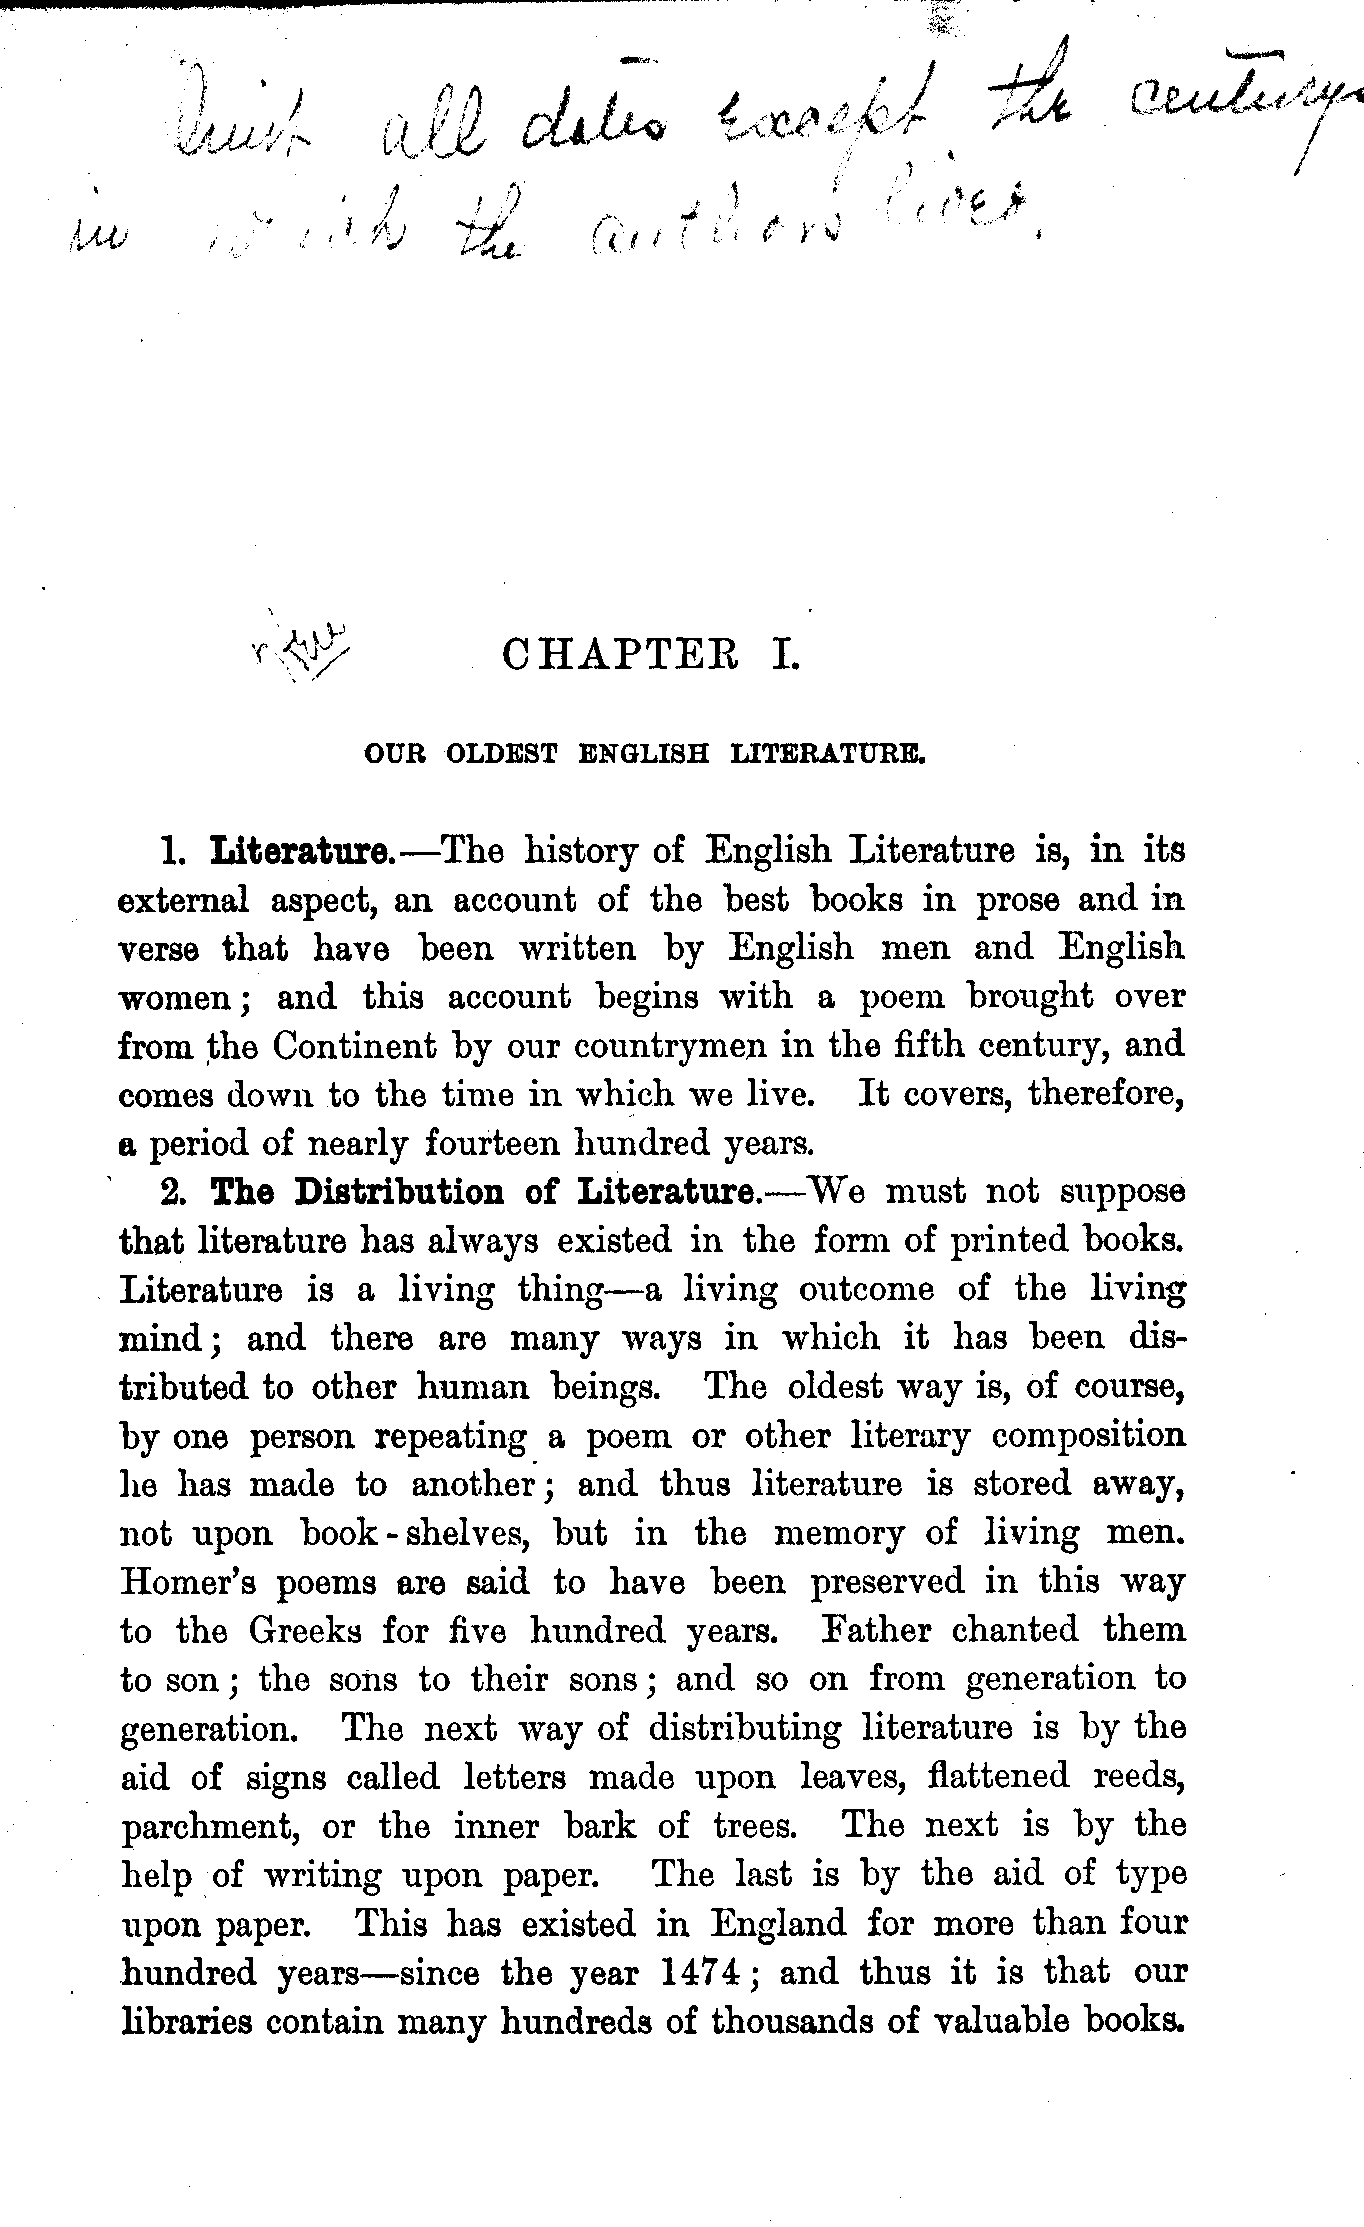 Omit all dates except the century
in which the authors lived.
CHAPTER I.
OUR OLDEST ENGLISH LITERATURE.
1. Literature.—The history of English Literature is, in its
external aspect, an account of the best books in prose and in
verse that have been written by English men and English
women; and this account begins with a poem brought over
from the Continent by our countrymen in the fifth century, and
comes down to the time in which we live. It covers, therefore,
a period of nearly fourteen hundred years.
2. The Distribution of Literature.—We must not suppose
that literature has always existed in the form of printed books.
Literature is a living thing—a living outcome of the living
mind; and there are many ways in which it has been dis-
tributed to other human beings. The oldest way is, of course,
by one person repeating a poem or other literary composition
he has made to another; and thus literature is stored away,
not upon book-shelves, but in the memory of living men.
Homer's poems are said to have been preserved in this way
to the Greeks for five hundred years. Father chanted them
to son; the sons to their sons; and so on from generation to
generation. The next way of distributing literature is by the
aid of signs called letters made upon leaves, flattened reeds,
parchment, or the inner bark of trees. The next is by the
help of writing upon paper. The last is by the aid of type
upon paper. This has existed in England for more than four
hundred years—since the year 1474; and thus it is that our
libraries contain many hundreds of thousands of valuable books.